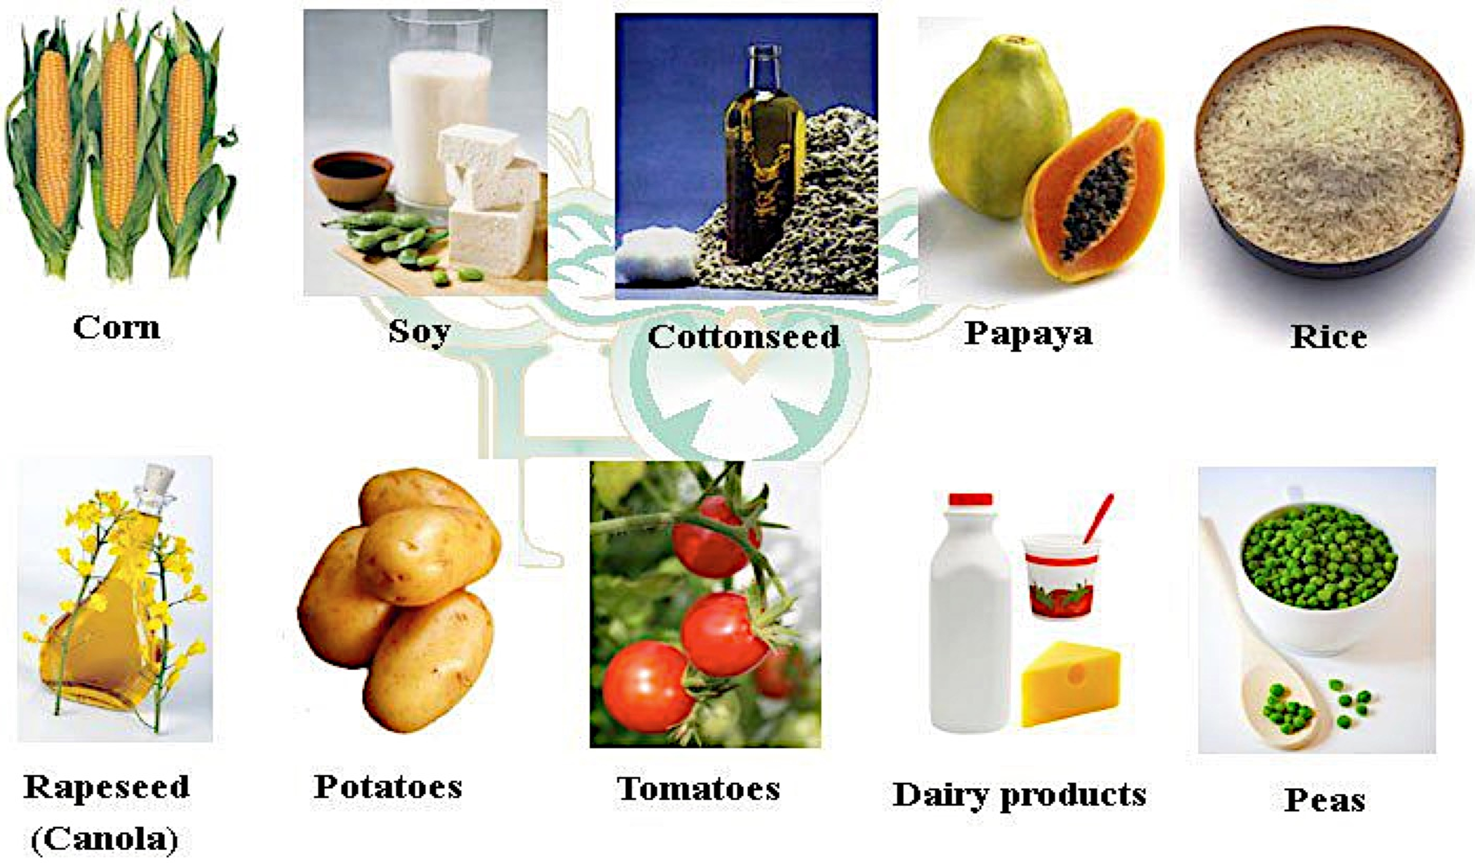 Corn
Soy
Cottonseed
Papaya
Rice
Rapeseed
(Canola)
Potatoes
Tomatoes
Dairy products
Peas